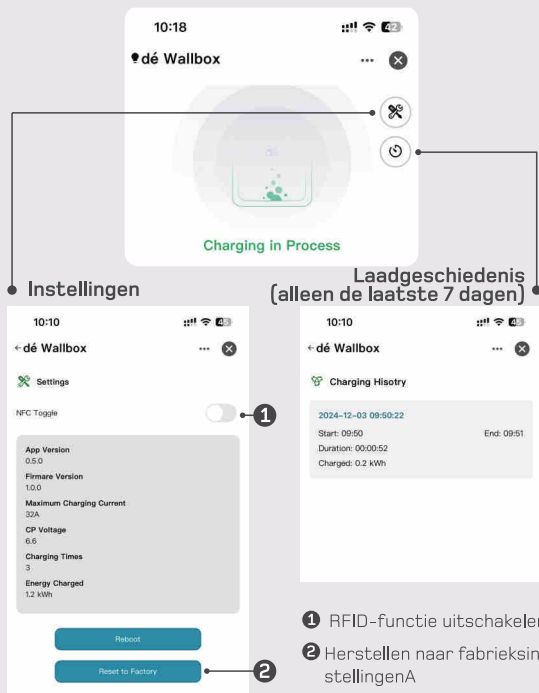 10:18
42
dé Wallbox
Charging in Process
Instellingen
Laadgeschiedenis
(alleen de laatste 7 dagen)
10:10
45
←dé Wallbox
Settings
NFC Toggle
1
App Version
0.5.0
Firmare Version
1.0.0
Maximum Charging Current
32A
CP Voltage
6.6
Charging Times
3
Energy Charged
1.2 kWh
Reboot
Reset to Factory
2
10:10
45
←dé Wallbox
Charging Hisotry
2024-12-03 09:50:22
Start: 09:50 End: 09:51
Duration: 00:00:52
Charged: 0.2 kWh
1 RFID-functie uitschakelen
2 Herstellen naar fabrieksin
stellingenA